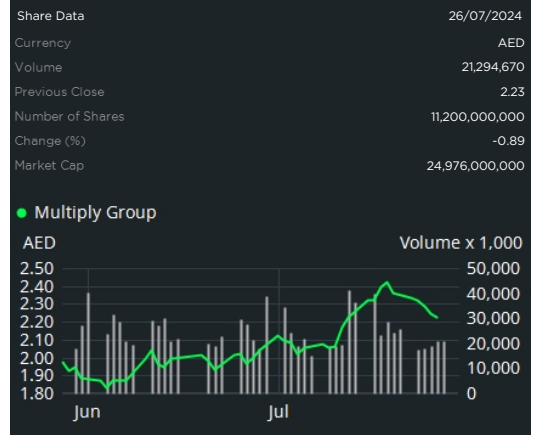 Share Data 26/07/2024
Currency AED
Volume 21,294,670
Previous Close 2.23
Number of Shares 11,200,000,000
Change (%) -0.89
Market Cap 24,976,000,000
Multiply Group
AED Volume x 1,000
2.50 50,000
2.40 40,000
2.30
2.20 30,000
2.10 20,000
2.00
1.90 10,000
1.80 0
Jun Jul